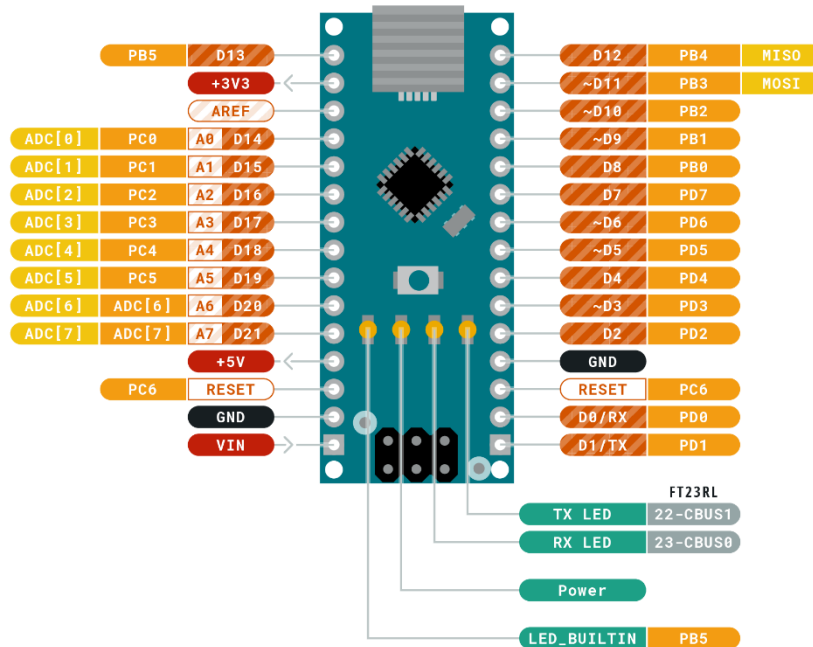 PB5 D13 D12 PB4 MISO
+3V3 ~D11 PB3 MOSI
AREF ~D10 PB2
ADC[0] PC0 A0 D14 ~D9 PB1
ADC[1] PC1 A1 D15 D8 PB0
ADC[2] PC2 A2 D16 D7 PD7
ADC[3] PC3 A3 D17 ~D6 PD6
ADC[4] PC4 A4 D18 ~D5 PD5
ADC[5] PC5 A5 D19 D4 PD4
ADC[6] ADC[6] A6 D20 ~D3 PD3
ADC[7] ADC[7] A7 D21 D2 PD2
+5V GND
PC6 RESET RESET PC6
GND D0/RX PD0
VIN D1/TX PD1
FT23RL
TX LED 22-CBUS1
RX LED 23-CBUS0
Power
LED_BUILTIN PB5